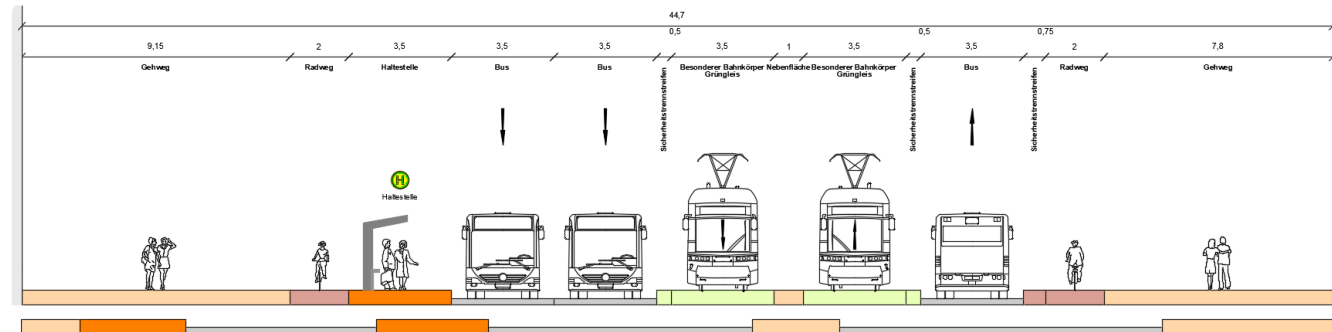 44,7
0,5
0,5
0,75
9,15
2
3,5
3,5
3,5
3,5
1
3,5
3,5
2
7,8
Gehweg
Radweg
Haltestelle
Bus
Bus
Sicherheitstrennstreifen
Besonderer Bahnkörper
Grüngleis
Nebenfläche
Besonderer Bahnkörper
Grüngleis
Sicherheitstrennstreifen
Bus
Sicherheitstrennstreifen
Radweg
Gehweg
H
Haltestelle